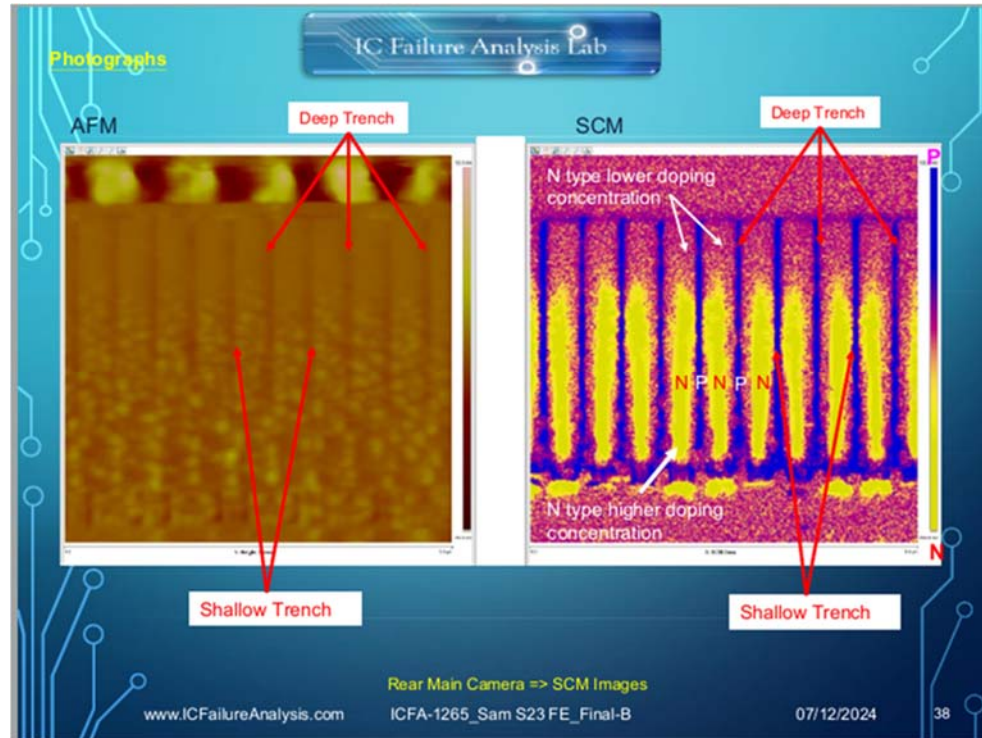 IC Failure Analysis Lab
Photographs
AFM
Deep Trench
SCM
Deep Trench
P
N type lower doping
concentration
N P N P N
N type higher doping
concentration
N
Shallow Trench
Shallow Trench
Rear Main Camera => SCM Images
www.ICFailureAnalysis.com
ICFA-1265_Sam S23 FE_Final-B
07/12/2024
38